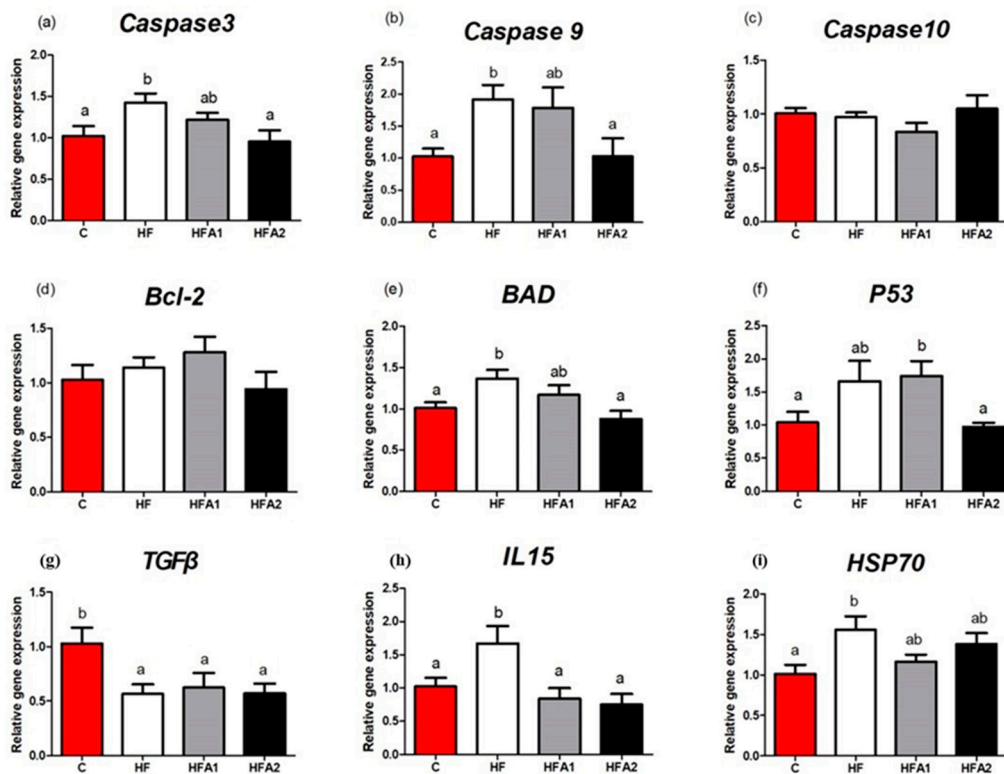 (a) Caspase3
Relative gene expression
2.0
1.5
1.0
0.5
0.0
a
b
ab
a
C HF HFA1 HFA2
(b) Caspase 9
Relative gene expression
2.5
2.0
1.5
1.0
0.5
0.0
a
b
ab
a
C HF HFA1 HFA2
(c) Caspase10
Relative gene expression
1.5
1.0
0.5
0.0
C HF HFA1 HFA2
(d) Bcl-2
Relative gene expression
1.5
1.0
0.5
0.0
C HF HFA1 HFA2
(e) BAD
Relative gene expression
2.0
1.5
1.0
0.5
0.0
a
b
ab
a
C HF HFA1 HFA2
(f) P53
Relative gene expression
2.5
2.0
1.5
1.0
0.5
0.0
a
ab
b
a
C HF HFA1 HFA2
(g) TGFβ
Relative gene expression
1.5
1.0
0.5
0.0
b
a
a
a
C HF HFA1 HFA2
(h) IL15
Relative gene expression
2.5
2.0
1.5
1.0
0.5
0.0
a
b
a
a
C HF HFA1 HFA2
(i) HSP70
Relative gene expression
2.0
1.5
1.0
0.5
0.0
a
b
ab
ab
C HF HFA1 HFA2